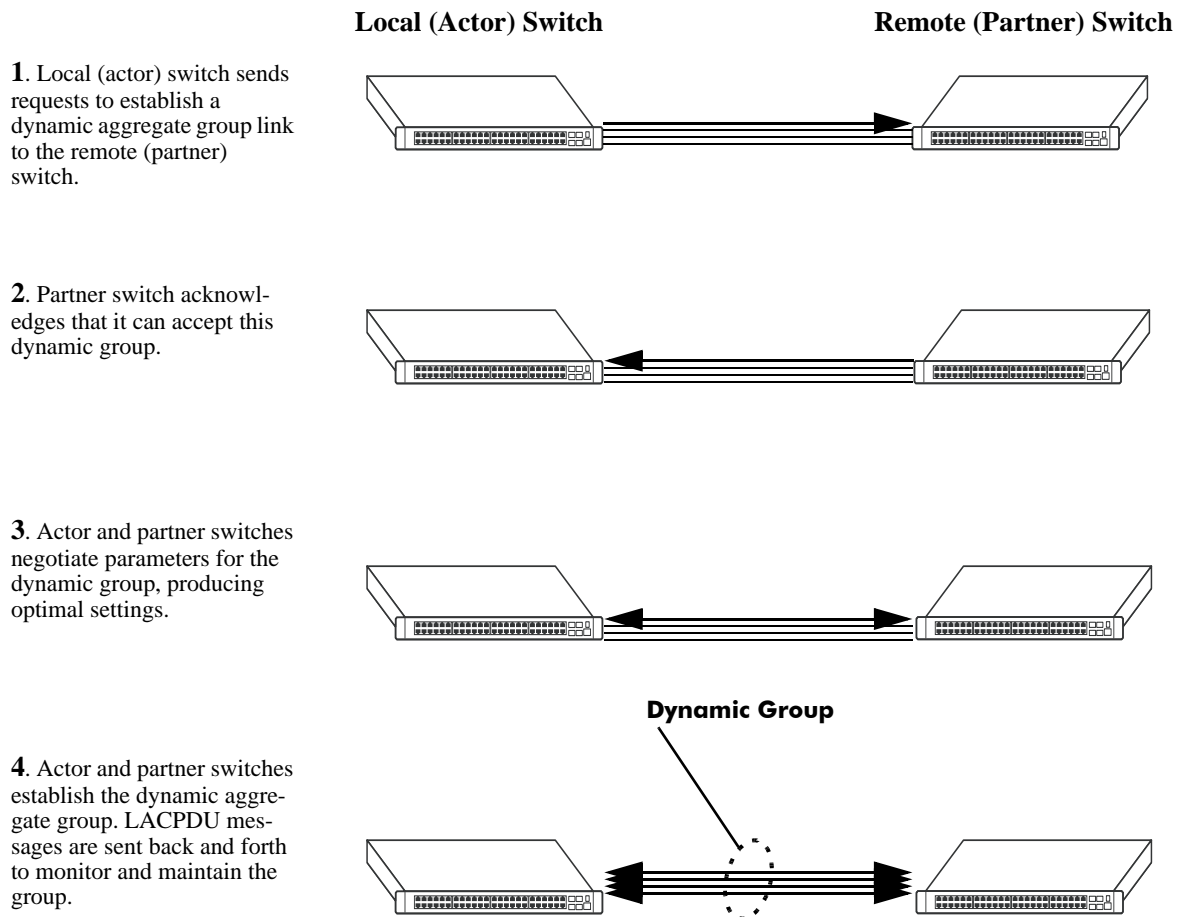 Local (Actor) Switch
Remote (Partner) Switch
1. Local (actor) switch sends
requests to establish a
dynamic aggregate group link
to the remote (partner)
switch.
2. Partner switch acknowl-
edges that it can accept this
dynamic group.
3. Actor and partner switches
negotiate parameters for the
dynamic group, producing
optimal settings.
Dynamic Group
4. Actor and partner switches
establish the dynamic aggre-
gate group. LACPDU mes-
sages are sent back and forth
to monitor and maintain the
group.